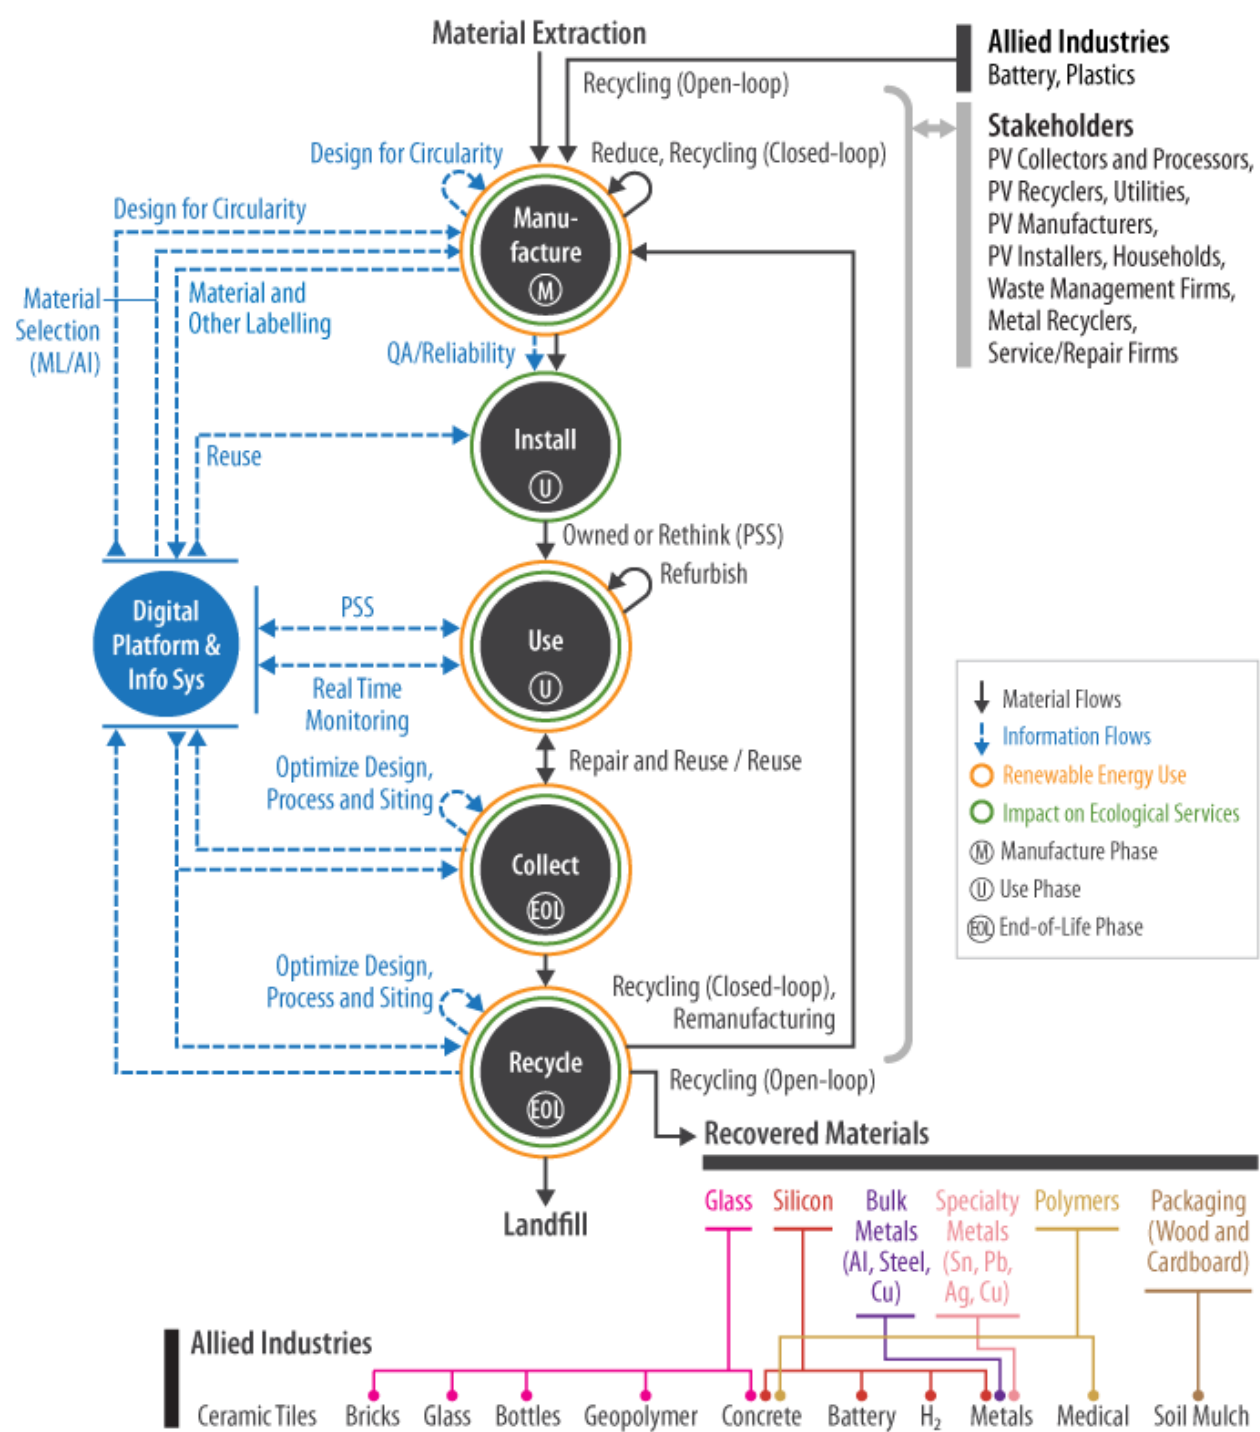 Material Extraction
Allied Industries
Battery, Plastics
Recycling (Open-loop)
Stakeholders
PV Collectors and Processors,
PV Recyclers, Utilities,
PV Manufacturers,
PV Installers, Households,
Waste Management Firms,
Metal Recyclers,
Service/Repair Firms
Design for Circularity
Reduce, Recycling (Closed-loop)
Design for Circularity
Manu-
facture
M
Material
Selection
(ML/AI)
Material and
Other Labelling
QA/Reliability
Install
U
Reuse
Owned or Rethink (PSS)
Refurbish
Digital
Platform &
Info Sys
PSS
Use
U
Real Time
Monitoring
Material Flows
Information Flows
Renewable Energy Use
Impact on Ecological Services
M Manufacture Phase
U Use Phase
EOL End-of-Life Phase
Repair and Reuse / Reuse
Optimize Design,
Process and Siting
Collect
EOL
Optimize Design,
Process and Siting
Recycling (Closed-loop),
Remanufacturing
Recycle
EOL
Recycling (Open-loop)
Recovered Materials
Landfill
Glass
Silicon
Bulk
Metals
(Al, Steel,
Cu)
Specialty
Metals
(Sn, Pb,
Ag, Cu)
Polymers
Packaging
(Wood and
Cardboard)
Allied Industries
Ceramic Tiles
Bricks
Glass
Bottles
Geopolymer
Concrete
Battery
H₂
Metals
Medical
Soil Mulch